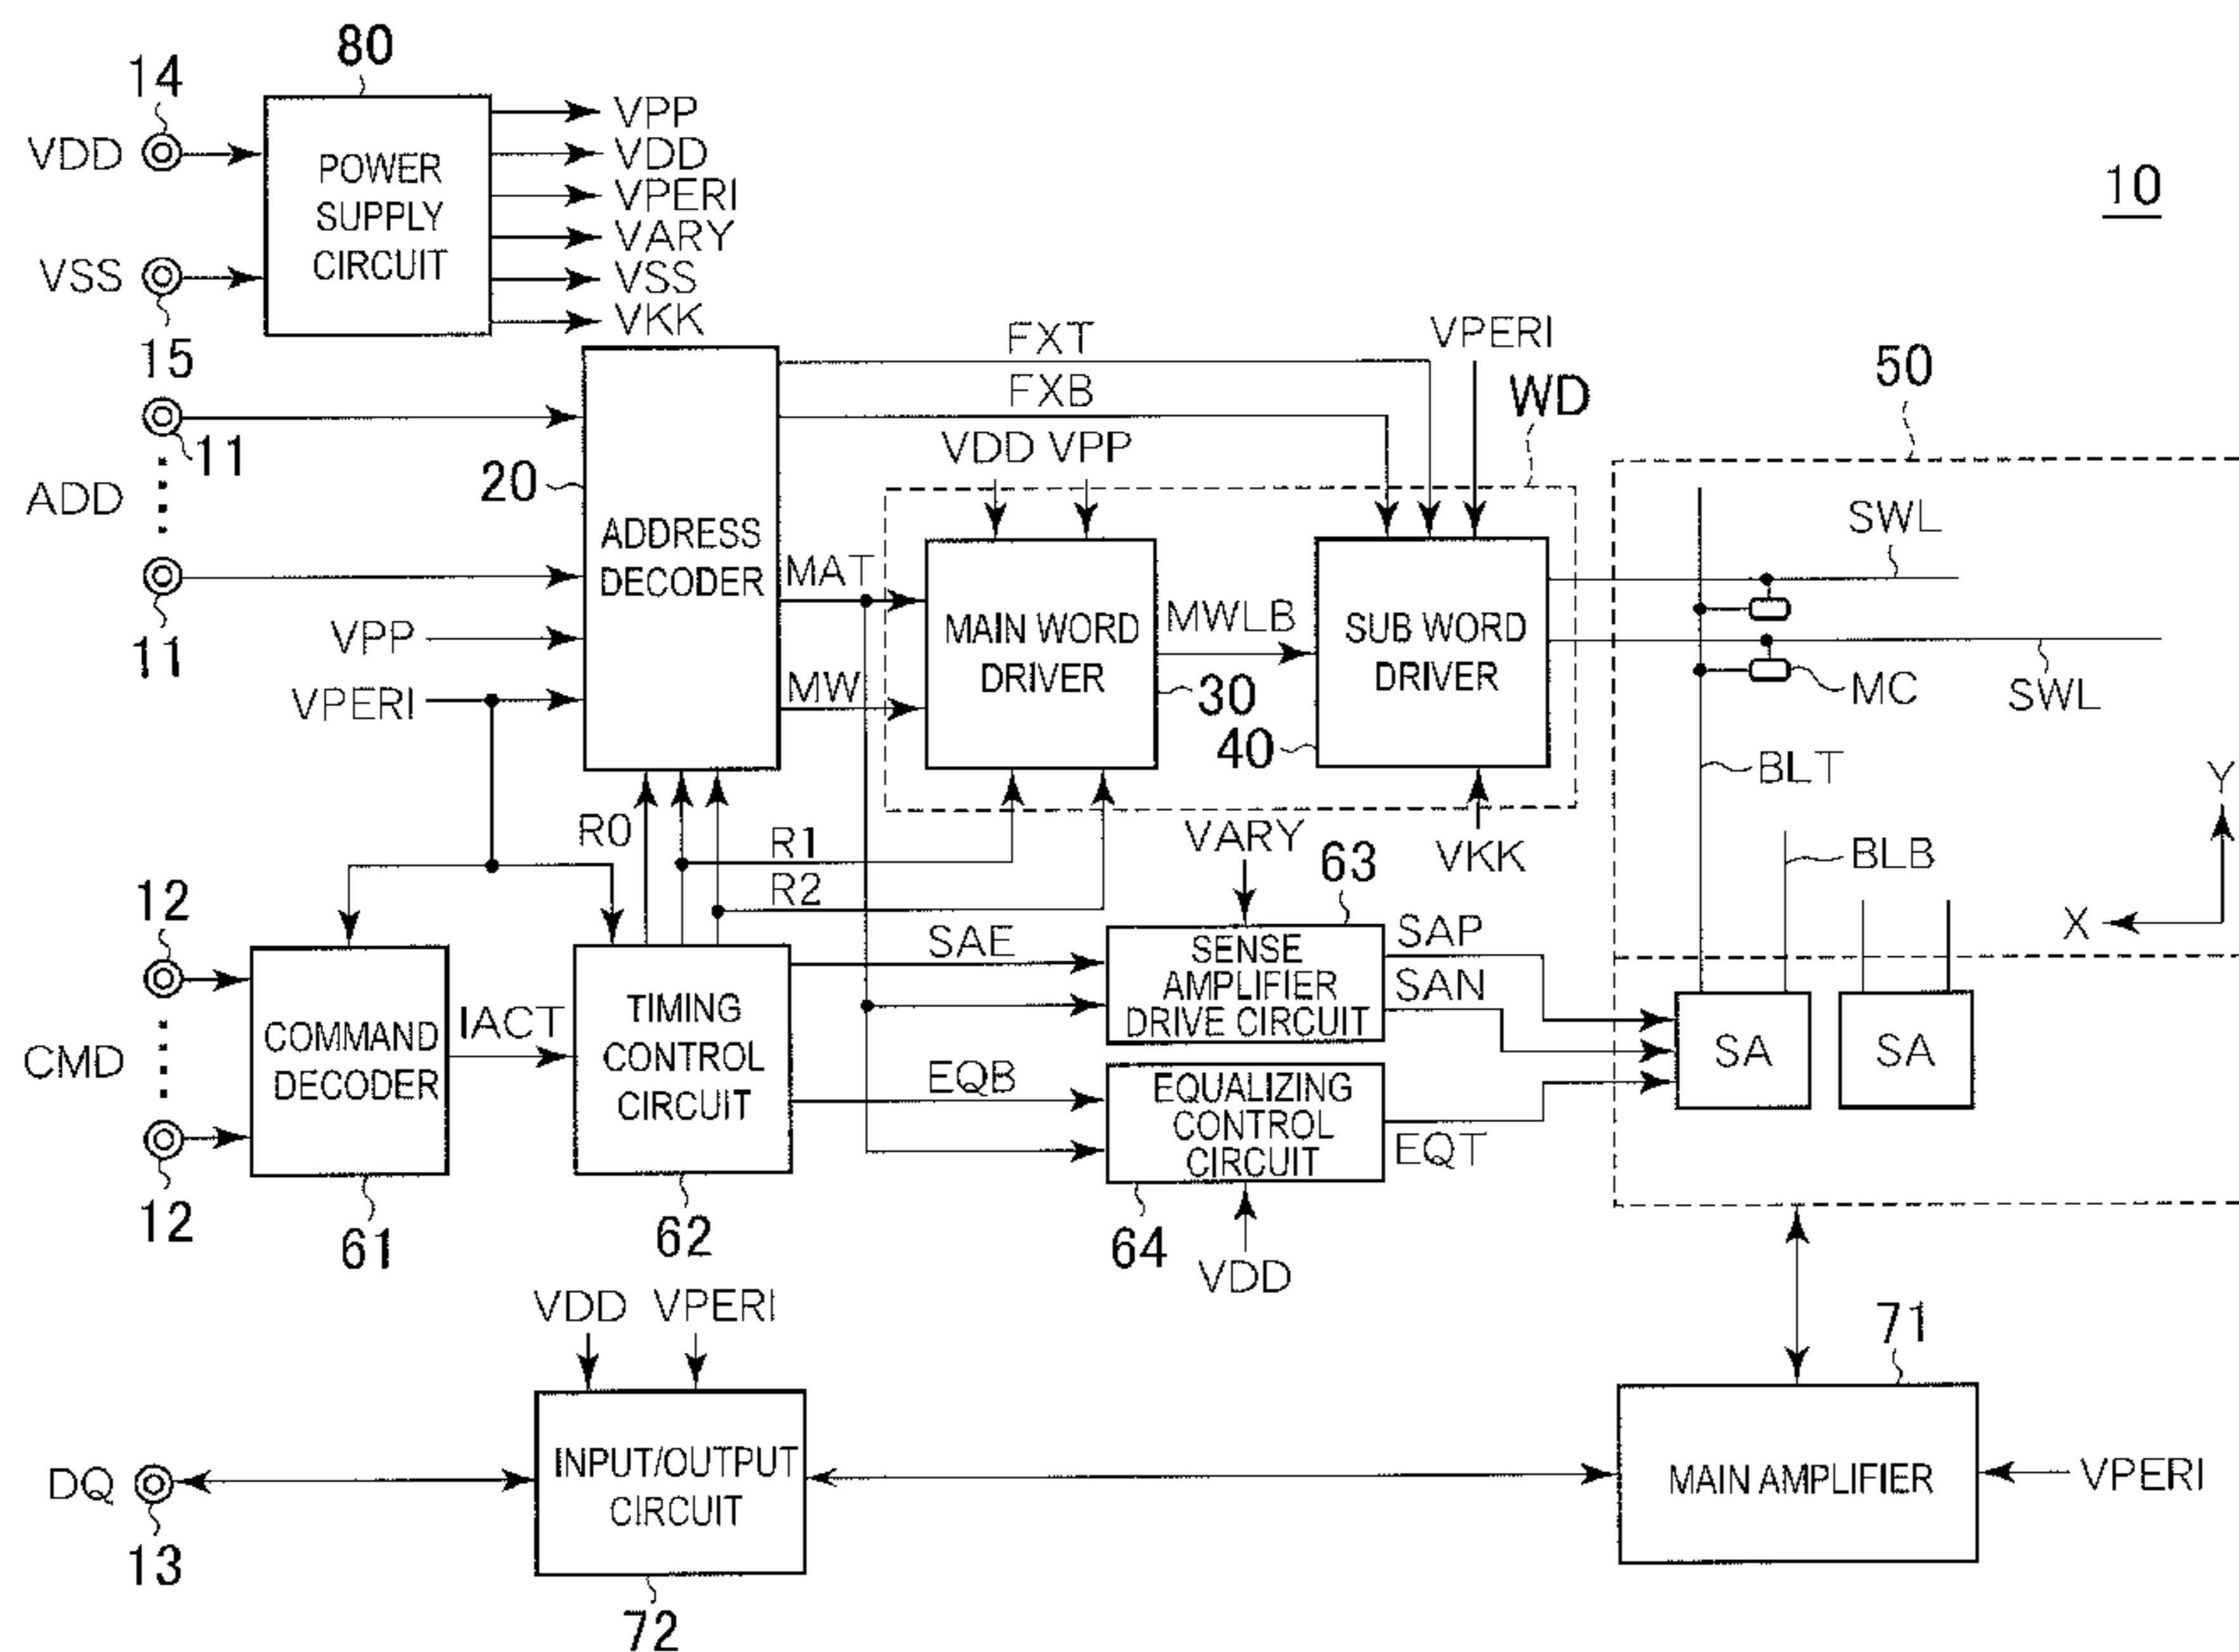 80
14
VDD
POWER
SUPPLY
CIRCUIT
VPP
VDD
VPERI
VARY
VSS
VKK
VSS
15
10
11
ADD
11
VPP
VPERI
20
ADDRESS
DECODER
FXT
FXB
VDD VPP
VPERI
WD
50
MAT
MW
MAIN WORD
DRIVER
30
MWLB
SUB WORD
DRIVER
40
SWL
MC
SWL
BLT
BLB
Y
X
R0
R1
R2
VARY
VKK
63
12
CMD
12
COMMAND
DECODER
61
IACT
TIMING
CONTROL
CIRCUIT
62
SAE
EQB
SENSE
AMPLIFIER
DRIVE CIRCUIT
SAP
SAN
EQUALIZING
CONTROL
CIRCUIT
EQT
64
VDD
SA
SA
VDD VPERI
71
DQ
13
INPUT/OUTPUT
CIRCUIT
72
MAIN AMPLIFIER
VPERI